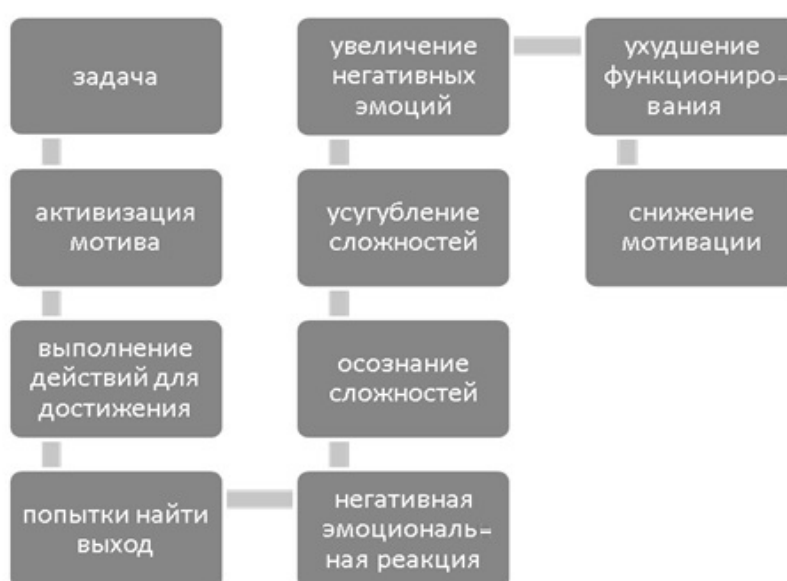 задача
активизация
мотива
выполнение
действий для
достижения
попытки найти
выход
негативная
эмоциональ=
ная реакция
осознание
сложностей
усугубление
сложностей
увеличение
негативных
эмоций
ухудшение
функциониро=
вания
снижение
мотивации